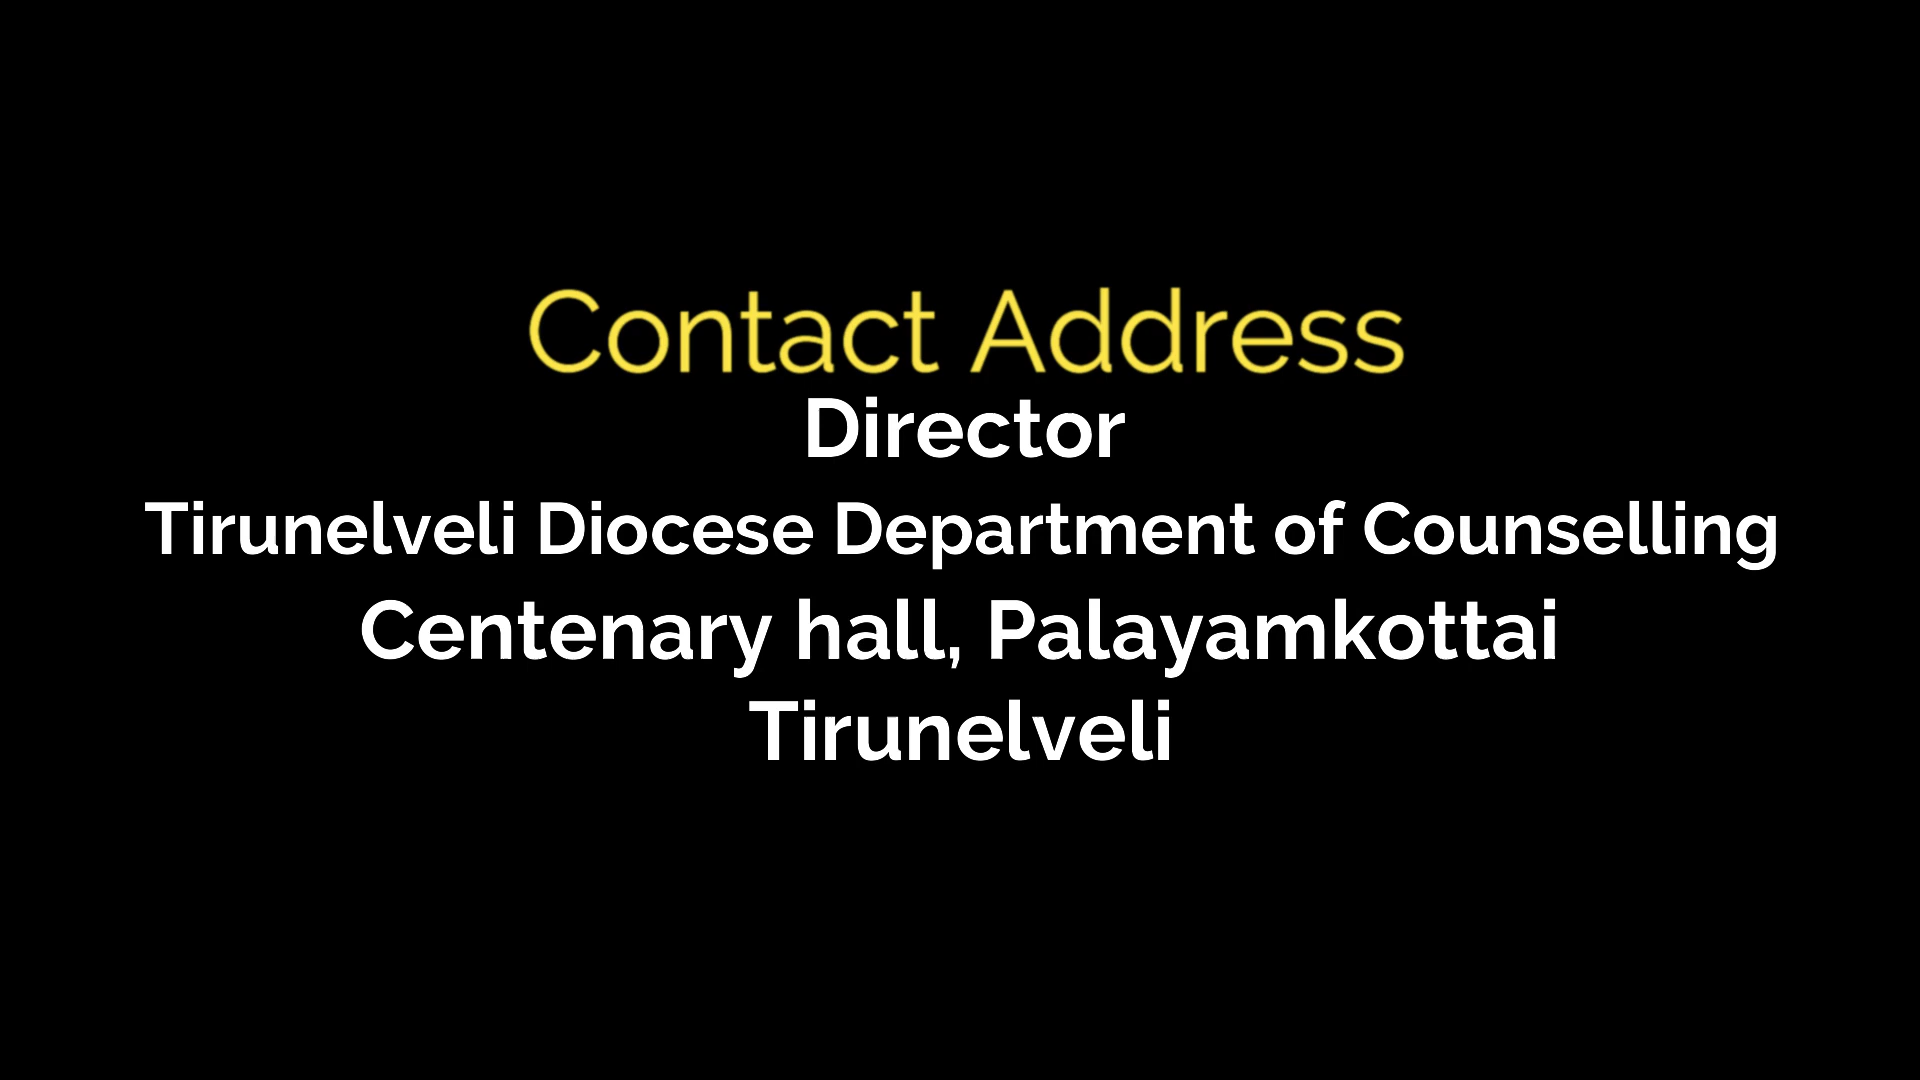 Contact Address
Director
Tirunelveli Diocese Department of Counselling
Centenary hall, Palayamkottai
Tirunelveli